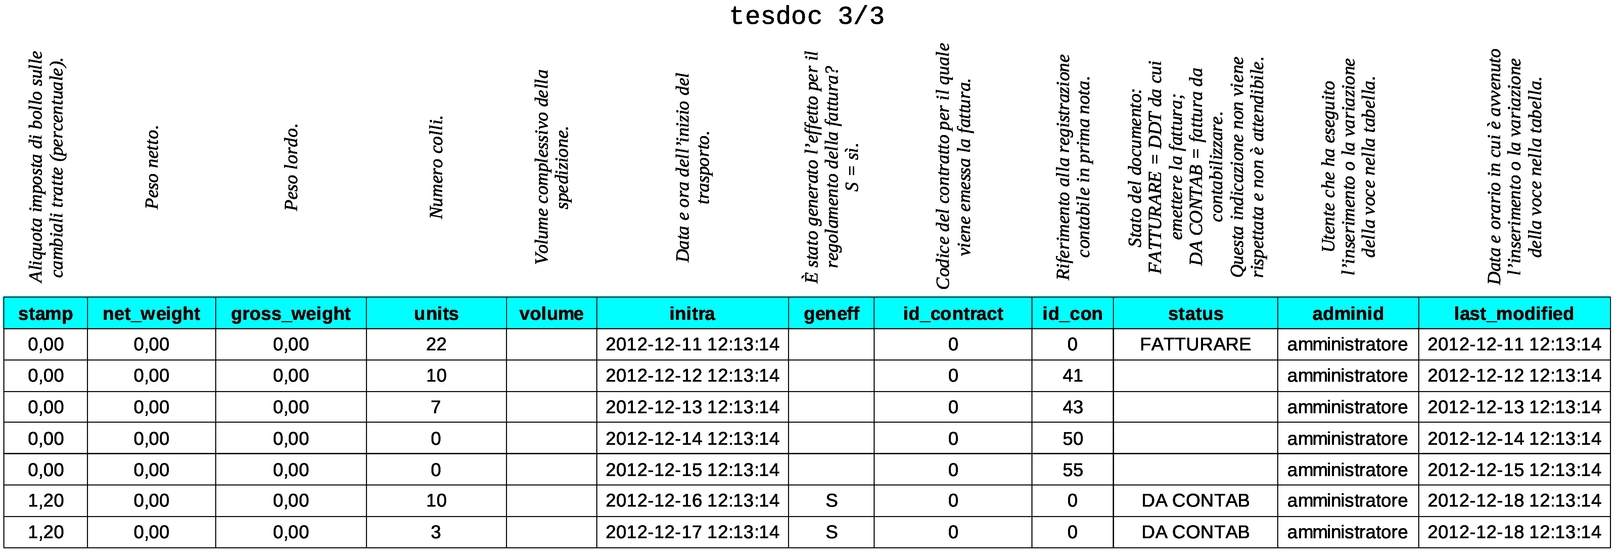 tesdoc 3/3
Aliquota imposta di bollo sulle
cambiali tratte (percentuale).
Peso netto.
Peso lordo.
Numero colli.
Volume complessivo della
spedizione.
Data e ora dell'inizio del
trasporto.
È stato generato l'effetto per il
regolamento della fattura?
S = sì.
Codice del contratto per il quale
viene emessa la fattura.
Riferimento alla registrazione
contabile in prima nota.
Stato del documento:
FATTURARE = DDT da cui
emettere la fattura;
DA CONTAB = fattura da
contabilizzare.
Questa indicazione non viene
rispettata e non è attendibile.
Utente che ha eseguito
l'inserimento o la variazione
della voce nella tabella.
Data e orario in cui è avvenuto
l'inserimento o la variazione
della voce nella tabella.
stamp net_weight gross_weight units volume initra geneff id_contract id_con status adminid last_modified
0,00 0,00 0,00 22 2012-12-11 12:13:14 0 0 FATTURARE amministratore 2012-12-11 12:13:14
0,00 0,00 0,00 10 2012-12-12 12:13:14 0 41 amministratore 2012-12-12 12:13:14
0,00 0,00 0,00 7 2012-12-13 12:13:14 0 43 amministratore 2012-12-13 12:13:14
0,00 0,00 0,00 0 2012-12-14 12:13:14 0 50 amministratore 2012-12-14 12:13:14
0,00 0,00 0,00 0 2012-12-15 12:13:14 0 55 amministratore 2012-12-15 12:13:14
1,20 0,00 0,00 10 2012-12-16 12:13:14 S 0 0 DA CONTAB amministratore 2012-12-18 12:13:14
1,20 0,00 0,00 3 2012-12-17 12:13:14 S 0 0 DA CONTAB amministratore 2012-12-18 12:13:14